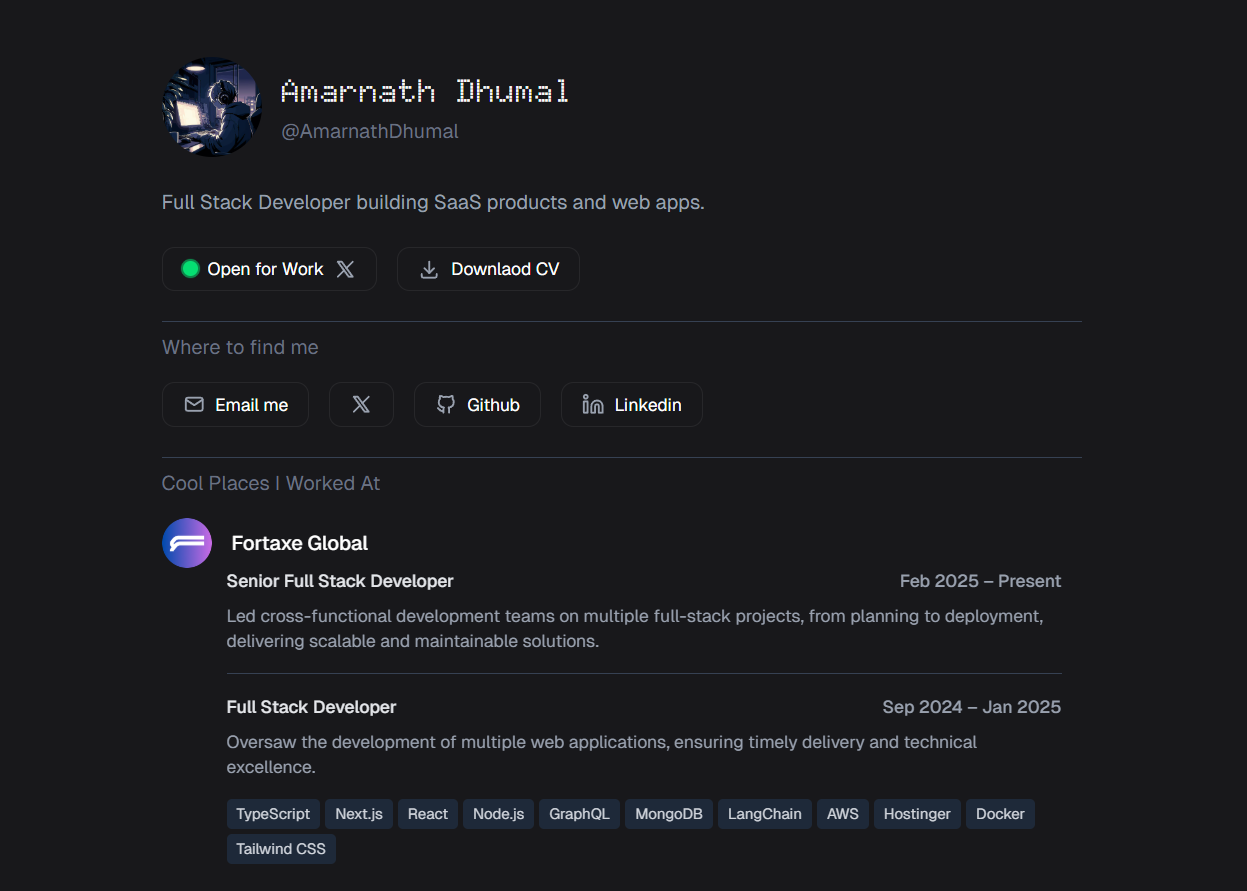 Amarnath Dhumal
@AmarnathDhumal
Full Stack Developer building SaaS products and web apps.
Open for Work
Downlaod CV
Where to find me
Email me
Github
Linkedin
Cool Places I Worked At
Fortaxe Global
Senior Full Stack Developer Feb 2025 – Present
Led cross-functional development teams on multiple full-stack projects, from planning to deployment,
delivering scalable and maintainable solutions.
Full Stack Developer Sep 2024 – Jan 2025
Oversaw the development of multiple web applications, ensuring timely delivery and technical
excellence.
TypeScript Next.js React Node.js GraphQL MongoDB LangChain AWS Hostinger Docker
Tailwind CSS